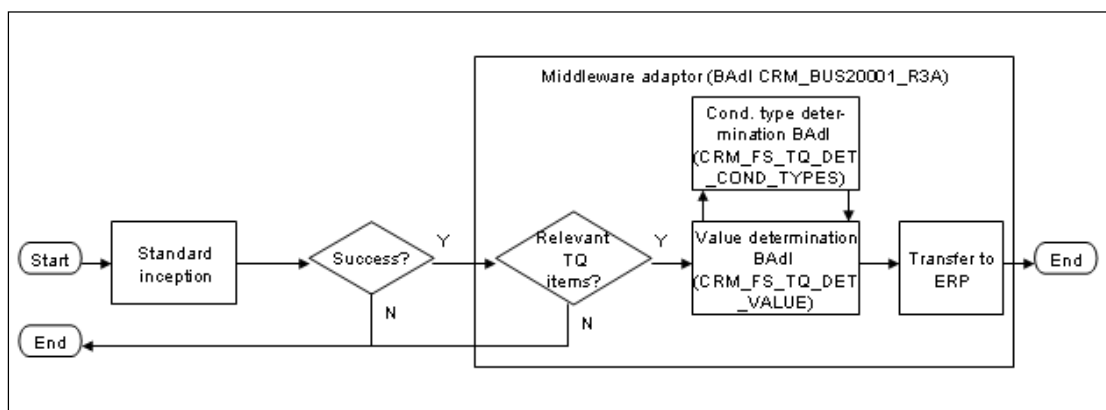 Middleware adaptor (BAdI CRM_BUS20001_R3A)
Cond. type deter-
mination BAdI
(CRM_FS_TQ_DET
_COND_TYPES)
Start
Standard
inception
Success?
Y
Relevant
TQ
items?
Y
Value determination
BAdI
(CRM_FS_TQ_DET
_VALUE)
Transfer to
ERP
End
N
N
End